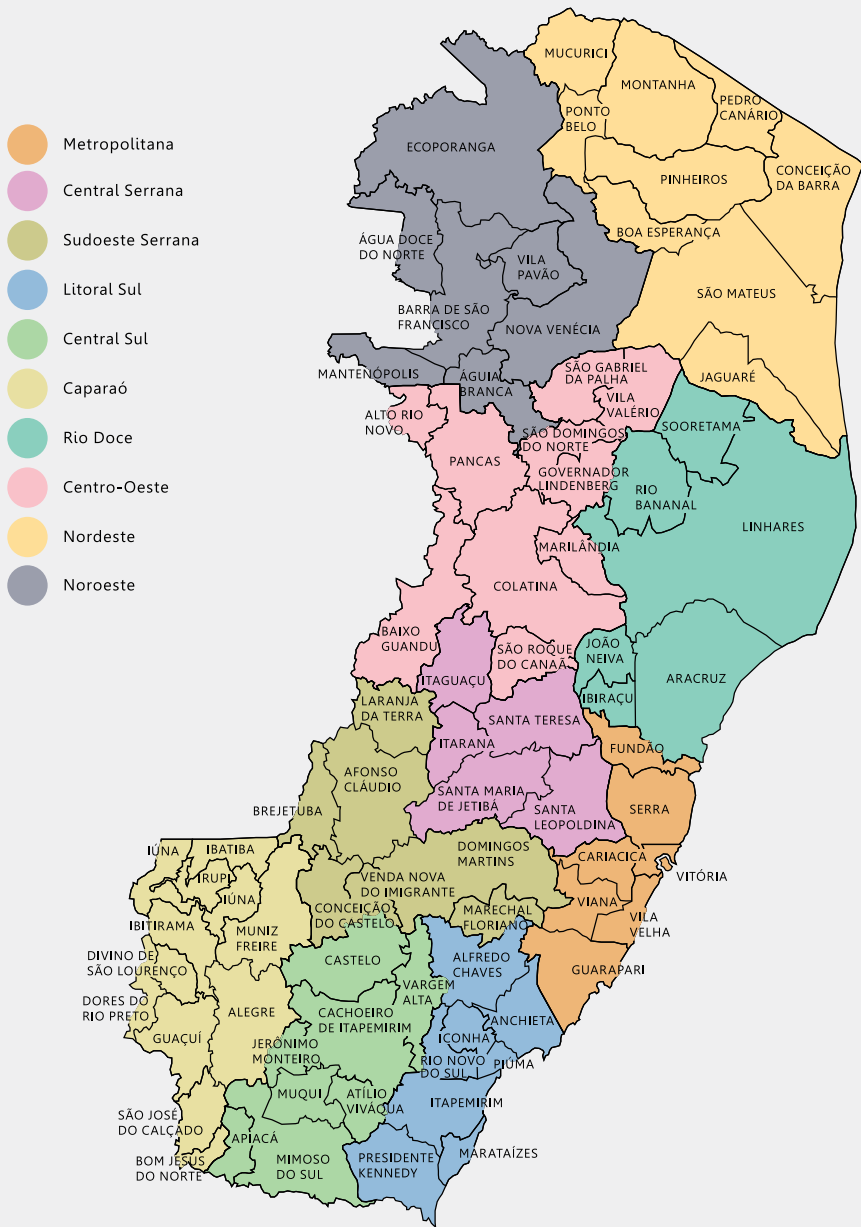 Metropolitana
Central Serrana
Sudoeste Serrana
Litoral Sul
Central Sul
Caparaó
Rio Doce
Centro-Oeste
Nordeste
Noroeste
MUCURICI
MONTANHA
PEDRO
CANÁRIO
PONTO
BELO
ECOPORANGA
PINHEIROS
CONCEIÇÃO
DA BARRA
BOA ESPERANÇA
ÁGUA DOCE
DO NORTE
VILA
PAVÃO
SÃO MATEUS
BARRA DE SÃO
FRANCISCO
NOVA VENÉCIA
MANTENÓPOLIS
ÁGUIA
BRANCA
SÃO GABRIEL
DA PALHA
JAGUARÉ
VILA
VALÉRIO
ALTO RIO
NOVO
SOORETAMA
SÃO DOMINGOS
DO NORTE
PANCAS
GOVERNADOR
LINDENBERG
RIO
BANANAL
LINHARES
MARILÂNDIA
COLATINA
BAIXO
GUANDU
SÃO ROQUE
DO CANAÃ
JOÃO
NEIVA
ITAGUAÇU
ARACRUZ
IBIRAÇU
LARANJA
DA TERRA
SANTA TERESA
ITARANA
FUNDÃO
AFONSO
CLÁUDIO
SANTA MARIA
DE JETIBÁ
SANTA
LEOPOLDINA
SERRA
BREJETUBA
IÚNA
IBATIBA
DOMINGOS
MARTINS
CARIACICA
VITÓRIA
IRUPI
IÚNA
VENDA NOVA
DO IMIGRANTE
VIANA
CONCEIÇÃO
DO CASTELO
MARECHAL
FLORIANO
VILA
VELHA
IBITIRAMA
MUNIZ
FREIRE
DIVINO DE
SÃO LOURENÇO
CASTELO
ALFREDO
CHAVES
GUARAPARI
VARGEM
ALTA
DORES DO
RIO PRETO
ALEGRE
CACHOEIRO
DE ITAPEMIRIM
ANCHIETA
GUAÇUÍ
JERÔNIMO
MONTEIRO
ICONHA
RIO NOVO
DO SUL
PIÚMA
MUQUI
ATÍLIO
VIVÁQUA
ITAPEMIRIM
SÃO JOSÉ
DO CALÇADO
APIACÁ
MARATAÍZES
BOM JESUS
DO NORTE
MIMOSO
DO SUL
PRESIDENTE
KENNEDY